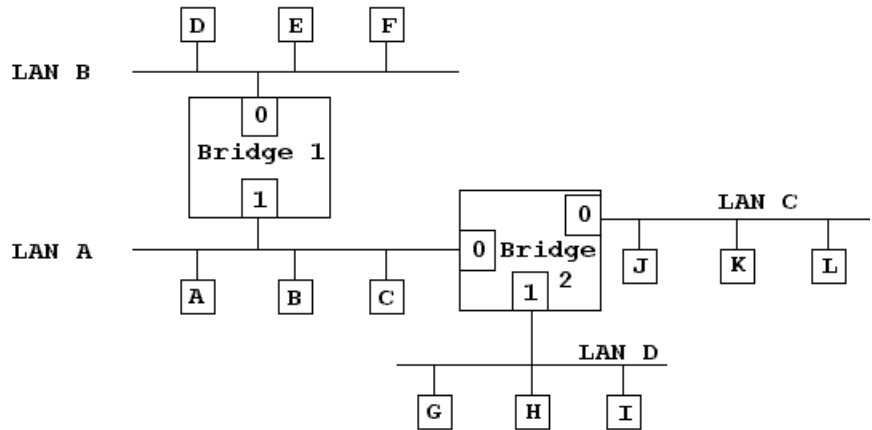 D E F
LAN B
0
Bridge 1
1
0
LAN C
LAN A
0
Bridge
2
1
A B C
J K L
LAN D
G H I